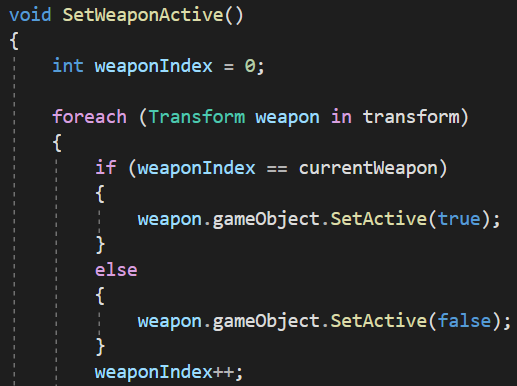 void SetWeaponActive()
{
    int weaponIndex = 0;

    foreach (Transform weapon in transform)
    {
        if (weaponIndex == currentWeapon)
        {
            weapon.gameObject.SetActive(true);
        }
        else
        {
            weapon.gameObject.SetActive(false);
        }
        weaponIndex++;